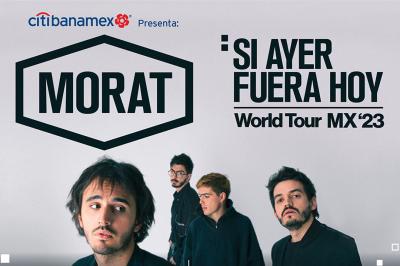 citibanamex Presenta:
MORAT
:SI AYER
FUERA HOY
World Tour MX'23